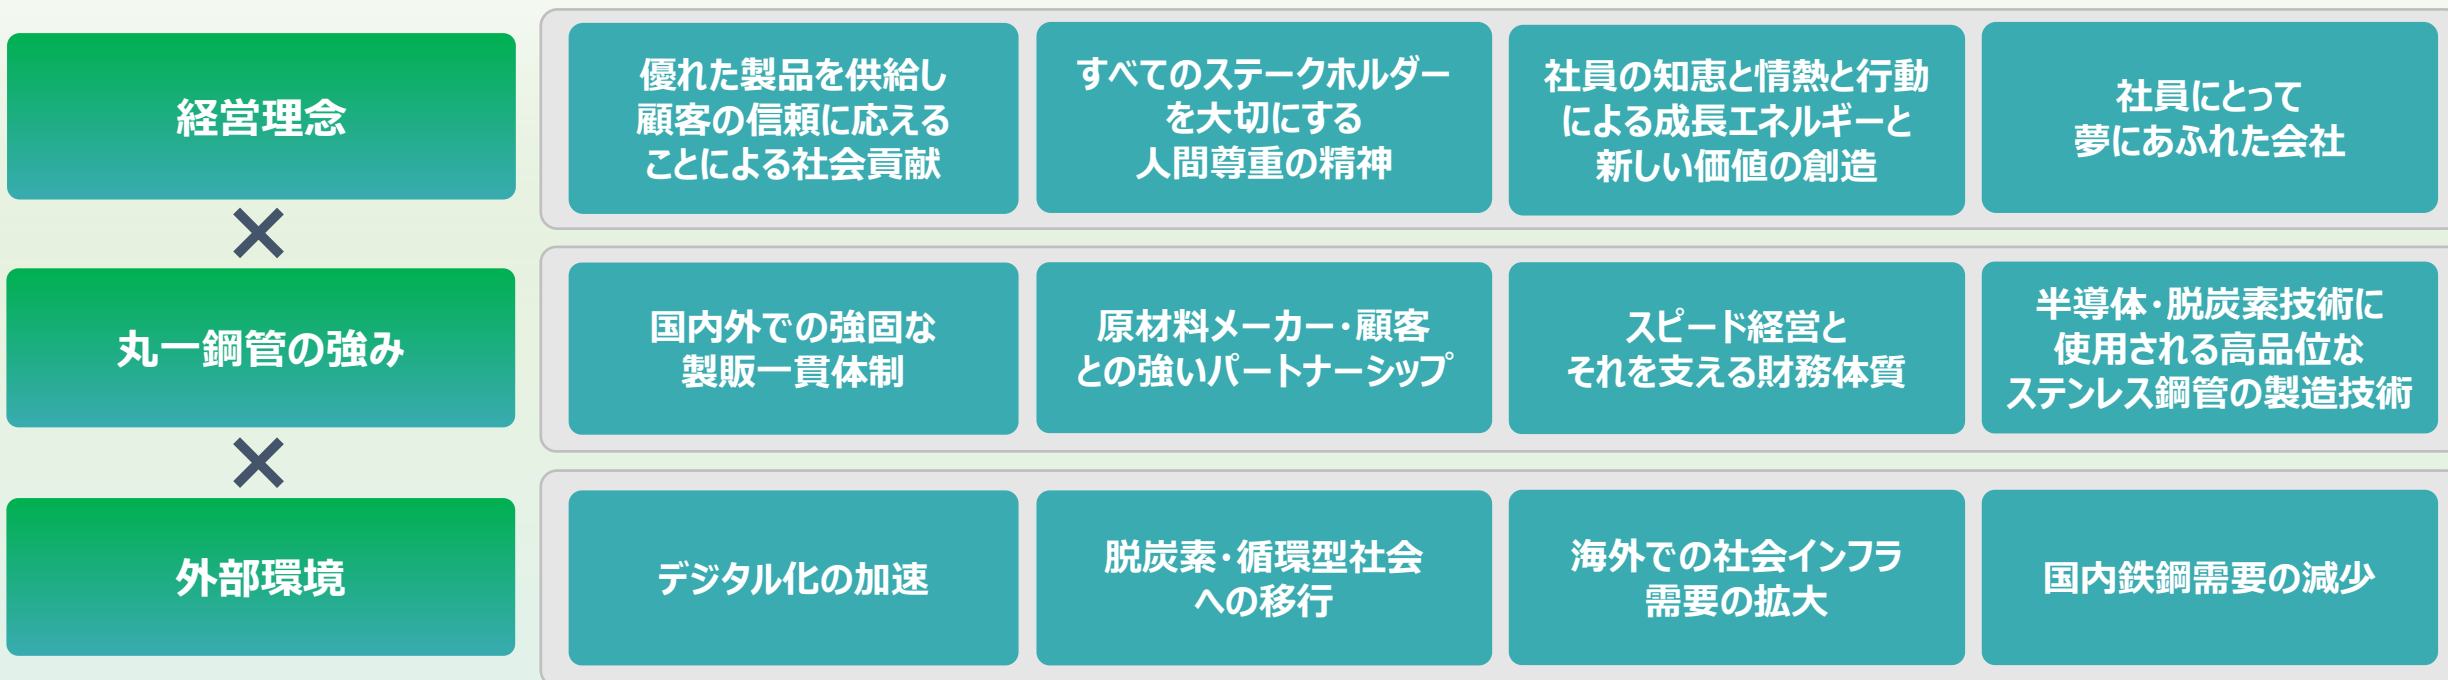 経営理念
優れた製品を供給し
顧客の信頼に応える
ことによる社会貢献
すべてのステークホルダー
を大切にする
人間尊重の精神
社員の知恵と情熱と行動
による成長エネルギーと
新しい価値の創造
社員にとって
夢にあふれた会社
×
丸一鋼管の強み
国内外での強固な
製販一貫体制
原材料メーカー・顧客
との強いパートナーシップ
スピード経営と
それを支える財務体質
半導体・脱炭素技術に
使用される高品位な
ステンレス鋼管の製造技術
×
外部環境
デジタル化の加速
脱炭素・循環型社会
への移行
海外での社会インフラ
需要の拡大
国内鉄鋼需要の減少